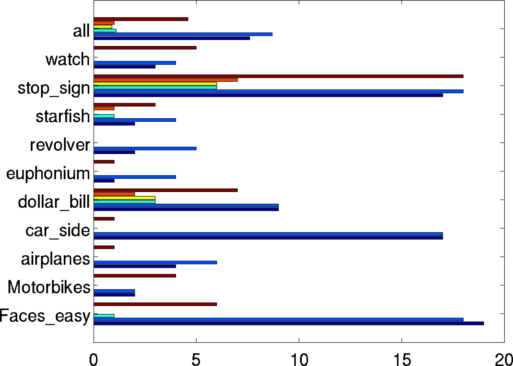 all
watch
stop_sign
starfish
revolver
euphonium
dollar_bill
car_side
airplanes
Motorbikes
Faces_easy
0 5 10 15 20